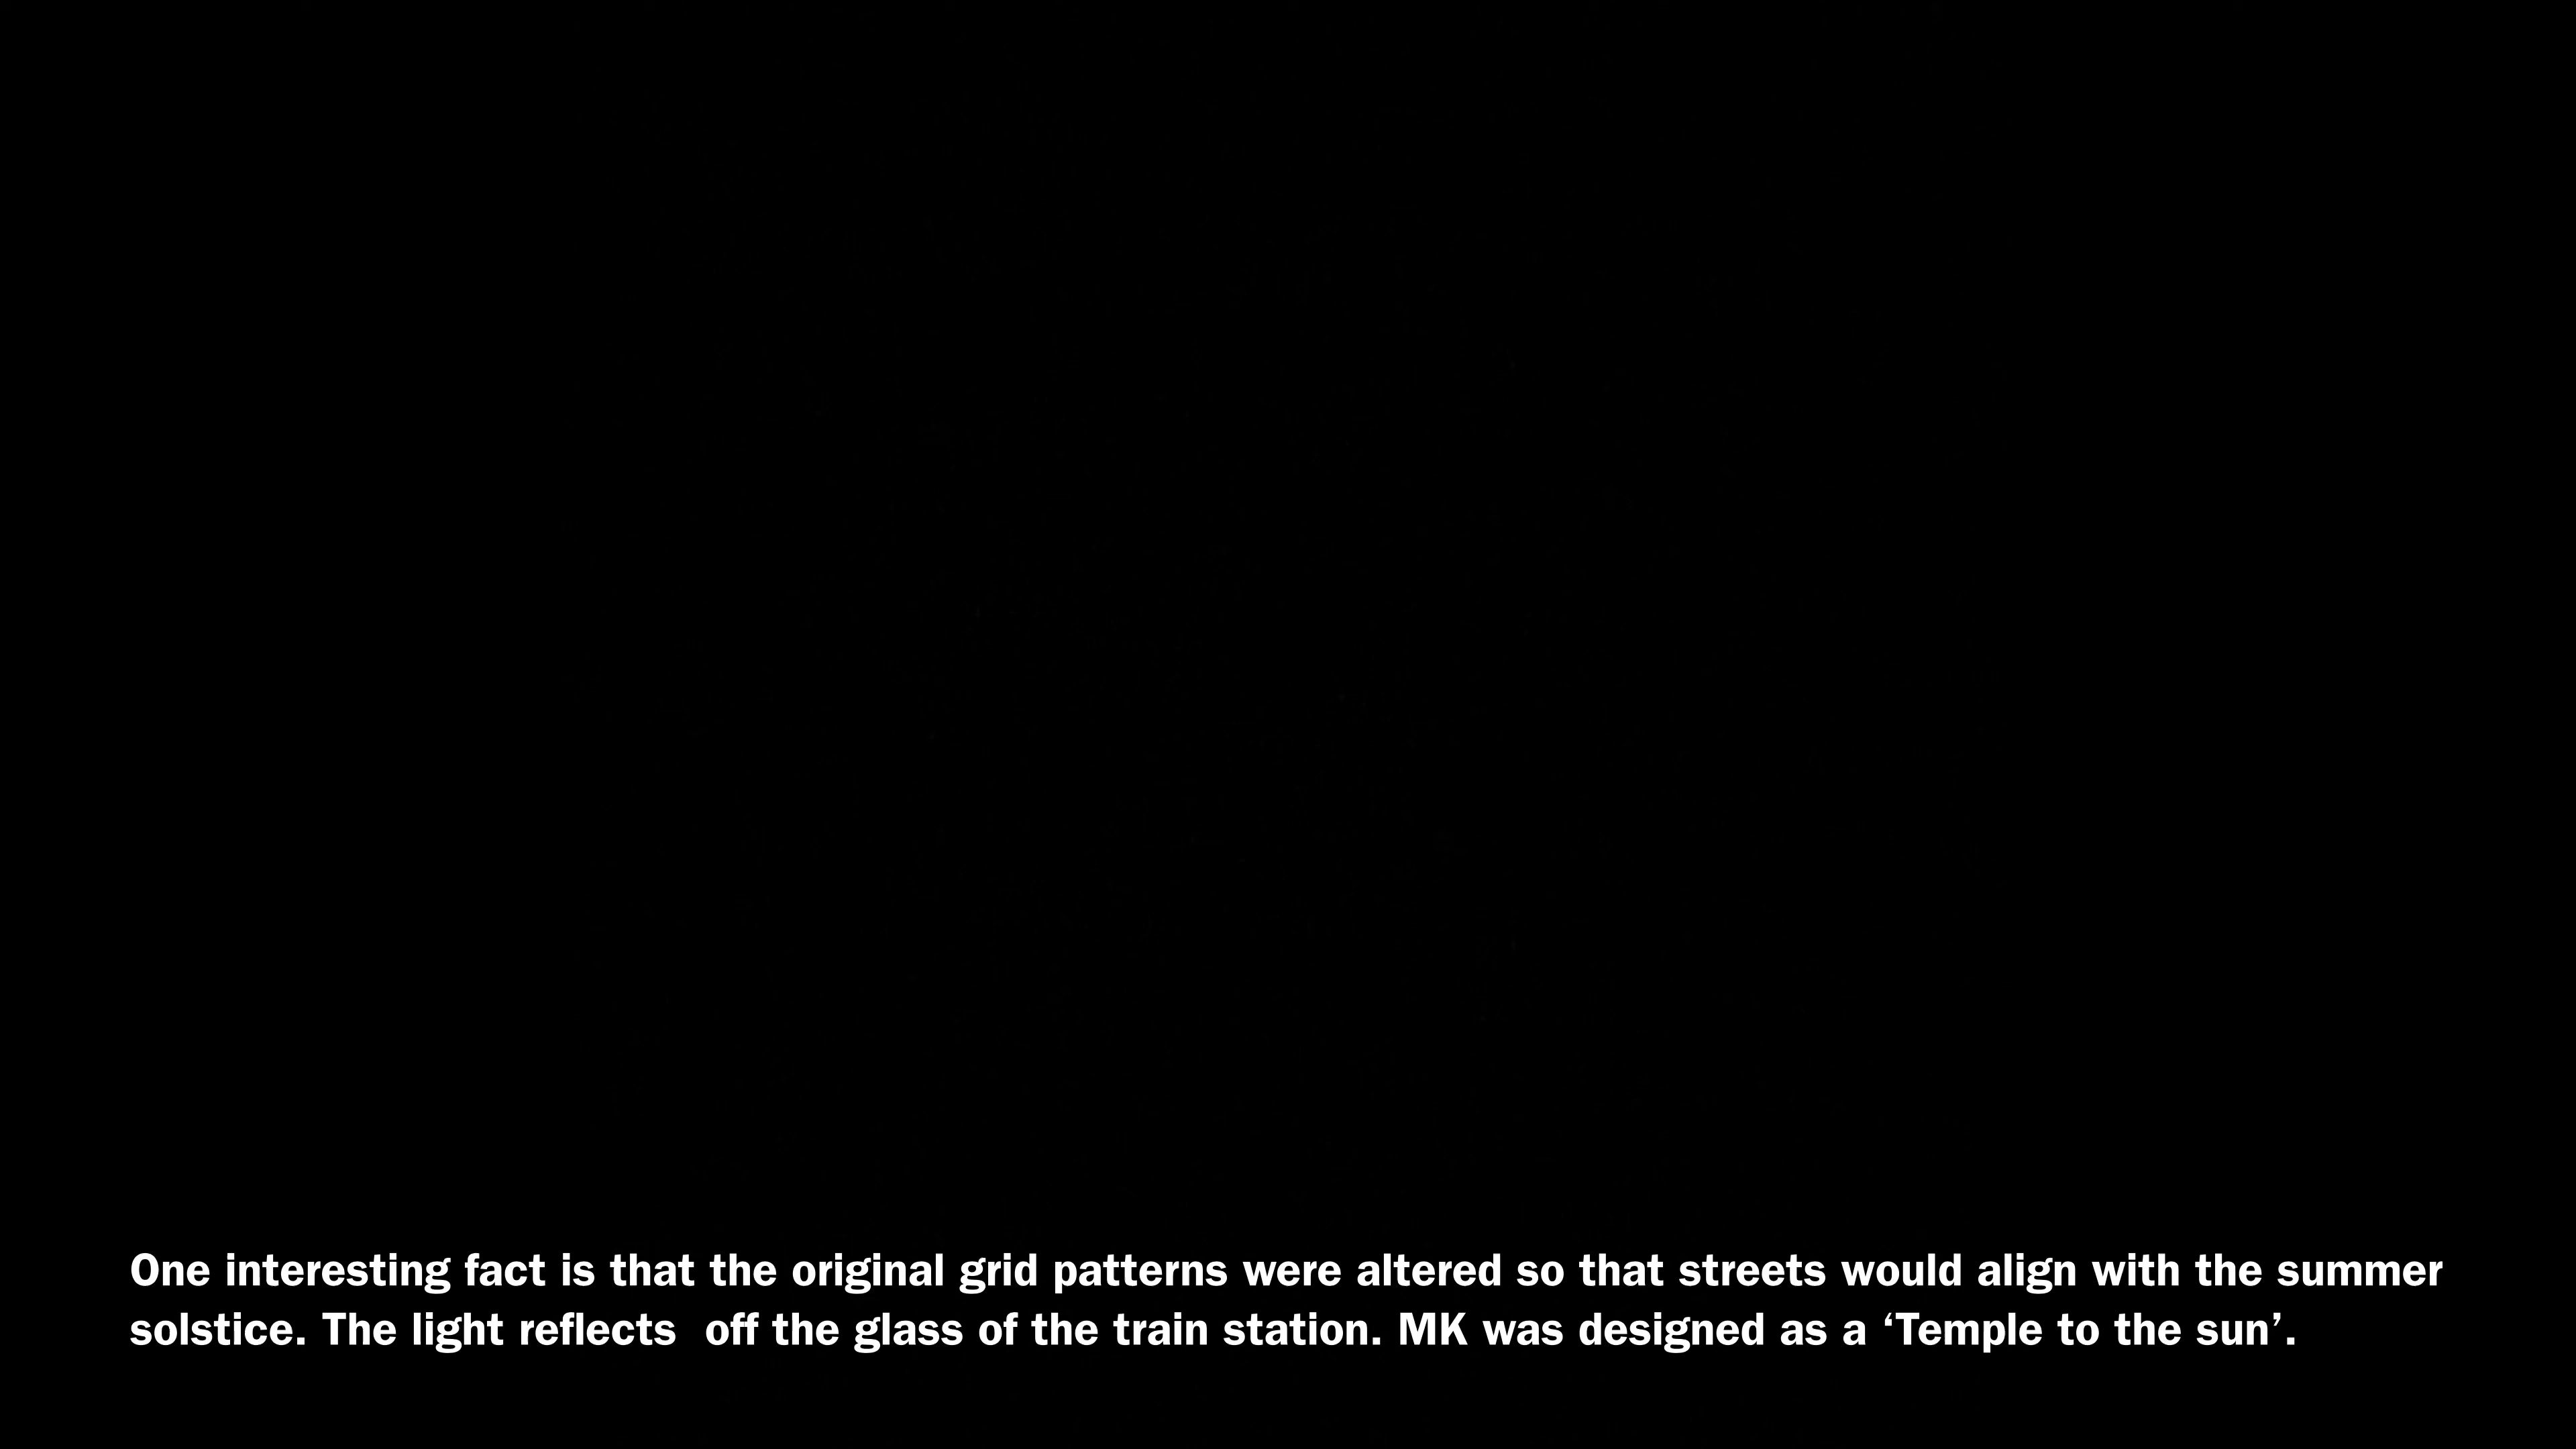 One interesting fact is that the original grid patterns were altered so that streets would align with the summer
solstice. The light reflects  off the glass of the train station. MK was designed as a ‘Temple to the sun’.